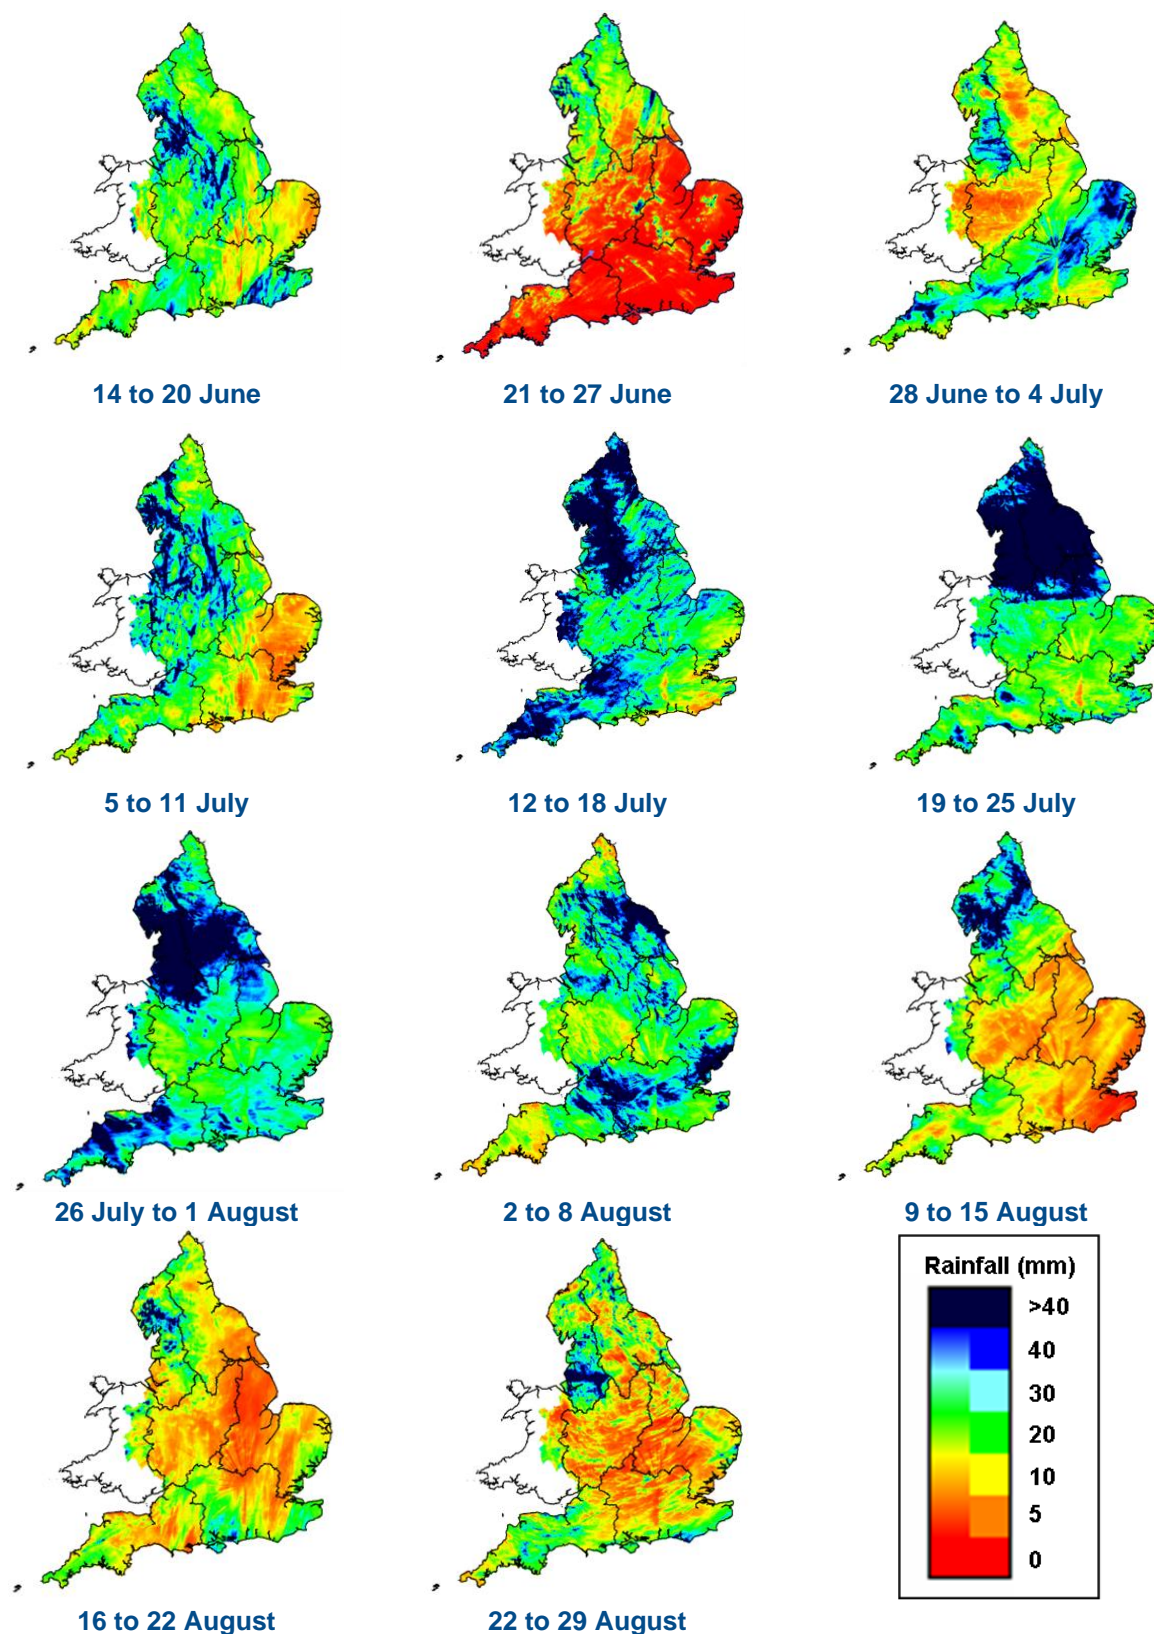 14 to 20 June
21 to 27 June
28 June to 4 July
5 to 11 July
12 to 18 July
19 to 25 July
26 July to 1 August
2 to 8 August
9 to 15 August
Rainfall (mm)
>40
40
30
20
10
5
0
16 to 22 August
22 to 29 August